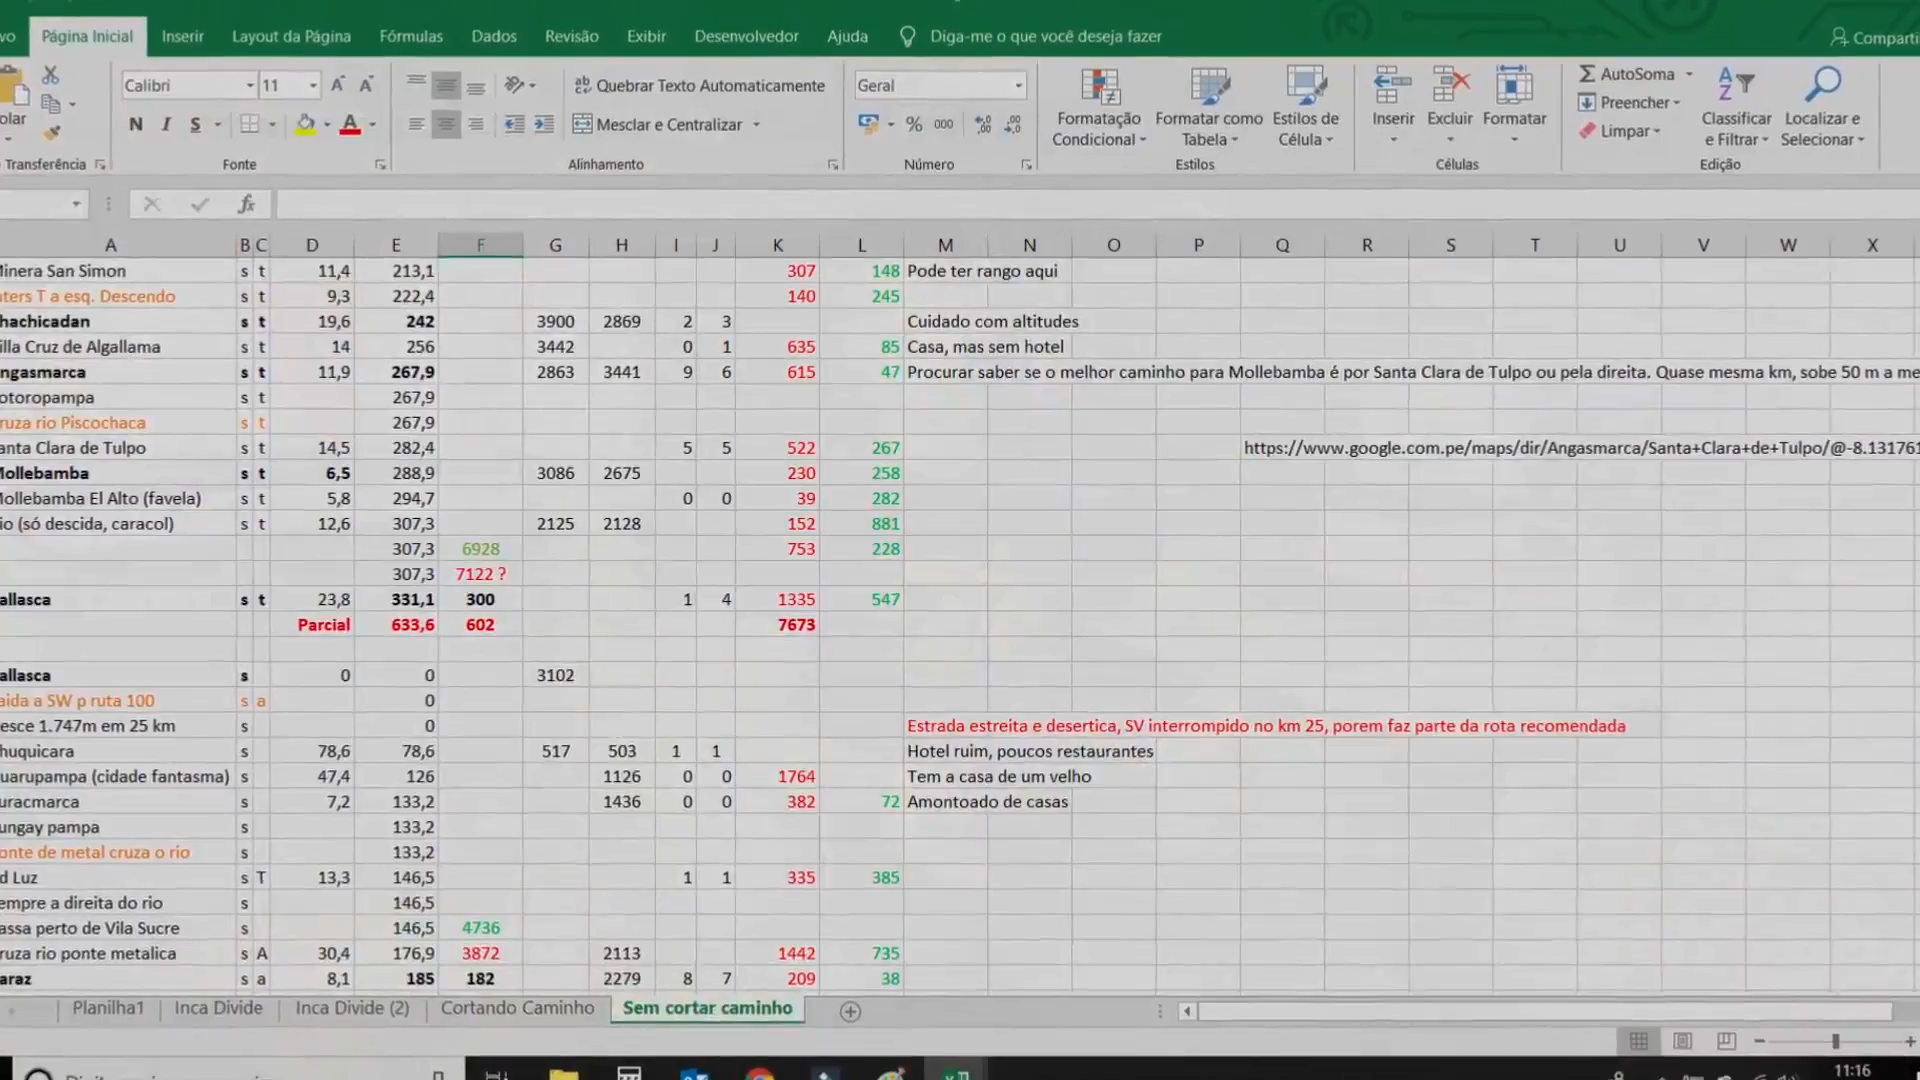 vo Página Inicial Inserir Layout da Página Fórmulas Dados Revisão Exibir Desenvolvedor Ajuda Diga-me o que você deseja fazer Comparti
Calibri 11 Quebrar Texto Automaticamente Geral AutoSoma
olar Formatação Formatar como Estilos de Inserir Excluir Formatar Preencher Classificar Localizar e
N I S Mesclar e Centralizar % 000 Condicional Tabela Célula Limpar e Filtrar Selecionar
Transferência Fonte Alinhamento Número Estilos Células Edição
fx
A B C D E F G H I J K L M N O P Q R S T U V W X
Minera San Simon s t 11,4 213,1 307 148 Pode ter rango aqui
nters T a esq. Descendo s t 9,3 222,4 140 245
hachicadan s t 19,6 242 3900 2869 2 3 Cuidado com altitudes
illa Cruz de Algallama s t 14 256 3442 0 1 635 85 Casa, mas sem hotel
ngasmarca s t 11,9 267,9 2863 3441 9 6 615 47 Procurar saber se o melhor caminho para Mollebamba é por Santa Clara de Tulpo ou pela direita. Quase mesma km, sobe 50 m a me
otoropampa 267,9
ruza rio Piscochaca s t 267,9
anta Clara de Tulpo s t 14,5 282,4 5 5 522 267 https://www.google.com.pe/maps/dir/Angasmarca/Santa+Clara+de+Tulpo/@-8.131761
Mollebamba s t 6,5 288,9 3086 2675 230 258
Mollebamba El Alto (favela) s t 5,8 294,7 0 0 39 282
io (só descida, caracol) s t 12,6 307,3 2125 2128 152 881
307,3 6928 753 228
307,3 7122 ?
allasca s t 23,8 331,1 300 1 4 1335 547
Parcial 633,6 602 7673
allasca s 0 0 3102
aida a SW p ruta 100 s a 0
esce 1.747m em 25 km s 0 Estrada estreita e desertica, SV interrompido no km 25, porem faz parte da rota recomendada
huquicara s 78,6 78,6 517 503 1 1 Hotel ruim, poucos restaurantes
uarupampa (cidade fantasma) s 47,4 126 1126 0 0 1764 Tem a casa de um velho
uracmarca s 7,2 133,2 1436 0 0 382 72 Amontoado de casas
ungay pampa s 133,2
onte de metal cruza o rio s 133,2
d Luz s T 13,3 146,5 1 1 335 385
empre a direita do rio s 146,5
assa perto de Vila Sucre s 146,5 4736
ruza rio ponte metalica s A 30,4 176,9 3872 2113 1442 735
araz s a 8,1 185 182 2279 8 7 209 38
Planilha1 Inca Divide Inca Divide (2) Cortando Caminho Sem cortar caminho
11:16